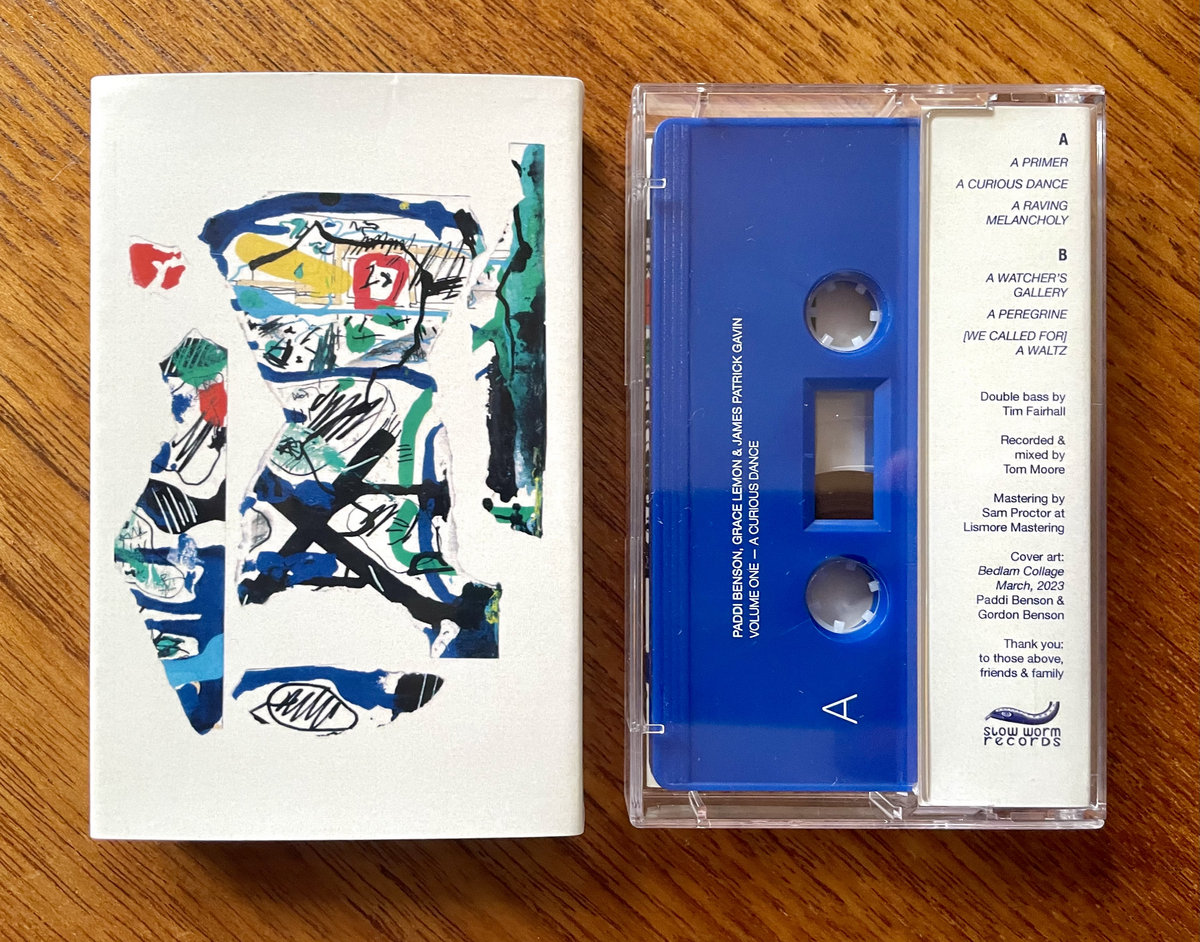 PADDI BENSON, GRACE LEMON & JAMES PATRICK GAVIN
VOLUME ONE — A CURIOUS DANCE
A
A
A PRIMER
A CURIOUS DANCE
A RAVING
MELANCHOLY
B
A WATCHER'S
GALLERY
A PEREGRINE
[WE CALLED FOR]
A WALTZ
Double bass by
Tim Fairhall
Recorded &
mixed by
Tom Moore
Mastering by
Sam Proctor at
Lismore Mastering
Cover art:
Bedlam Collage
March, 2023
Paddi Benson &
Gordon Benson
Thank you:
to those above,
friends & family
slow worm
records